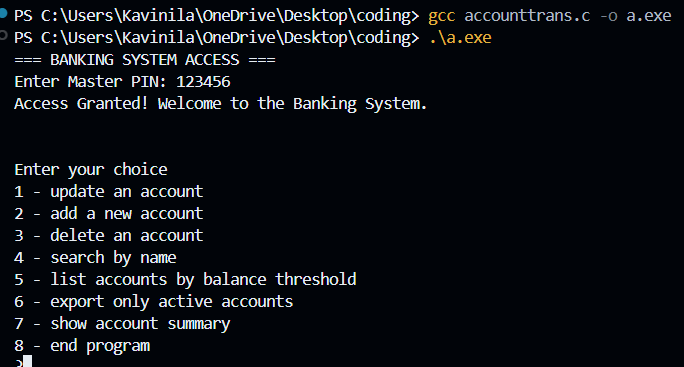 PS C:\Users\Kavinila\OneDrive\Desktop\coding> gcc accounttrans.c -o a.exe
PS C:\Users\Kavinila\OneDrive\Desktop\coding> .\a.exe
=== BANKING SYSTEM ACCESS ===
Enter Master PIN: 123456
Access Granted! Welcome to the Banking System.
Enter your choice
1 - update an account
2 - add a new account
3 - delete an account
4 - search by name
5 - list accounts by balance threshold
6 - export only active accounts
7 - show account summary
8 - end program